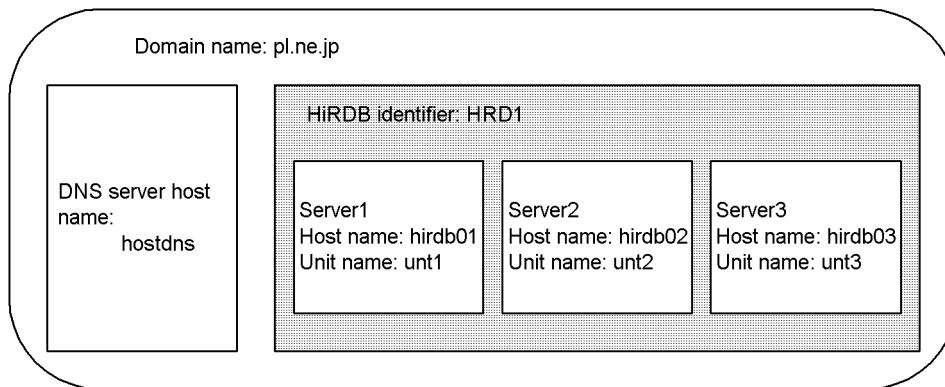 Domain name: pl.ne.jp
HiRDB identifier: HRD1
DNS server host
name:
hostdns
Server1
Host name: hirdb01
Unit name: unt1
Server2
Host name: hirdb02
Unit name: unt2
Server3
Host name: hirdb03
Unit name: unt3